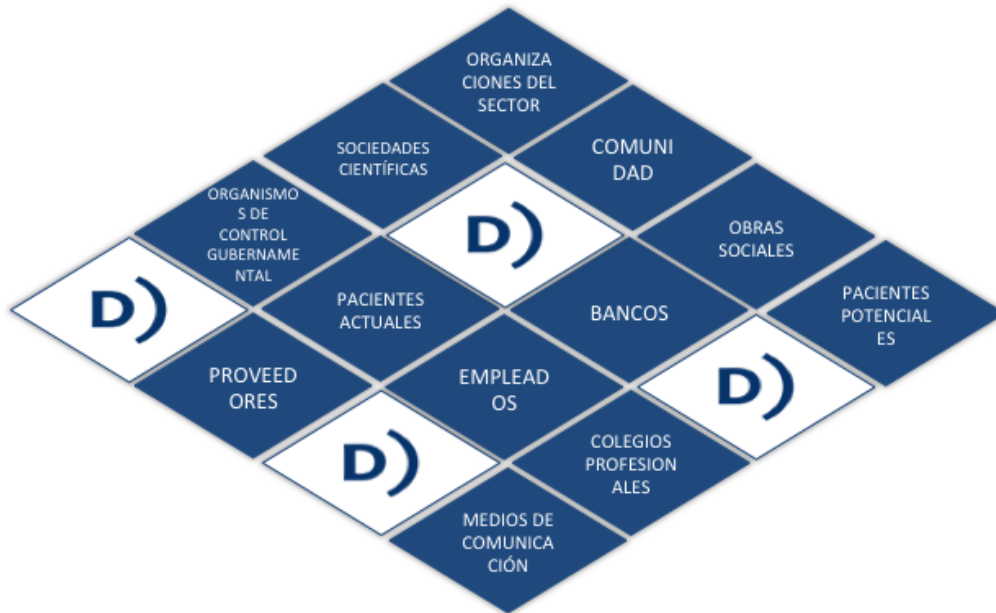 ORGANIZA
CIONES DEL
SECTOR
SOCIEDADES
CIENTÍFICAS
COMUNI
DAD
ORGANISMO
S DE
CONTROL
GUBERNAME
NTAL
D)
OBRAS
SOCIALES
D)
PACIENTES
ACTUALES
BANCOS
PACIENTES
POTENCIAL
ES
PROVEED
ORES
EMPLEAD
OS
D)
D)
COLEGIOS
PROFESION
ALES
MEDIOS DE
COMUNICA
CIÓN